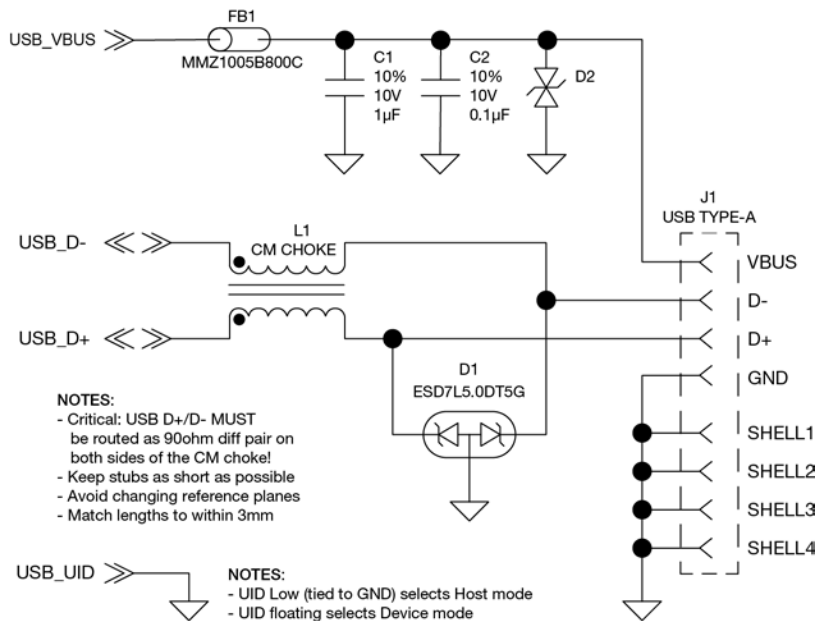 FB1
USB_VBUS
MMZ1005B800C
C1
10%
10V
1µF
C2
10%
10V
0.1µF
D2
J1
USB TYPE-A
L1
CM CHOKE
USB_D-
USB_D+
VBUS
D-
D+
GND
SHELL1
SHELL2
SHELL3
SHELL4
D1
ESD7L5.0DT5G
NOTES:
- Critical: USB D+/D- MUST
be routed as 90ohm diff pair on
both sides of the CM choke!
- Keep stubs as short as possible
- Avoid changing reference planes
- Match lengths to within 3mm
USB_UID
NOTES:
- UID Low (tied to GND) selects Host mode
- UID floating selects Device mode